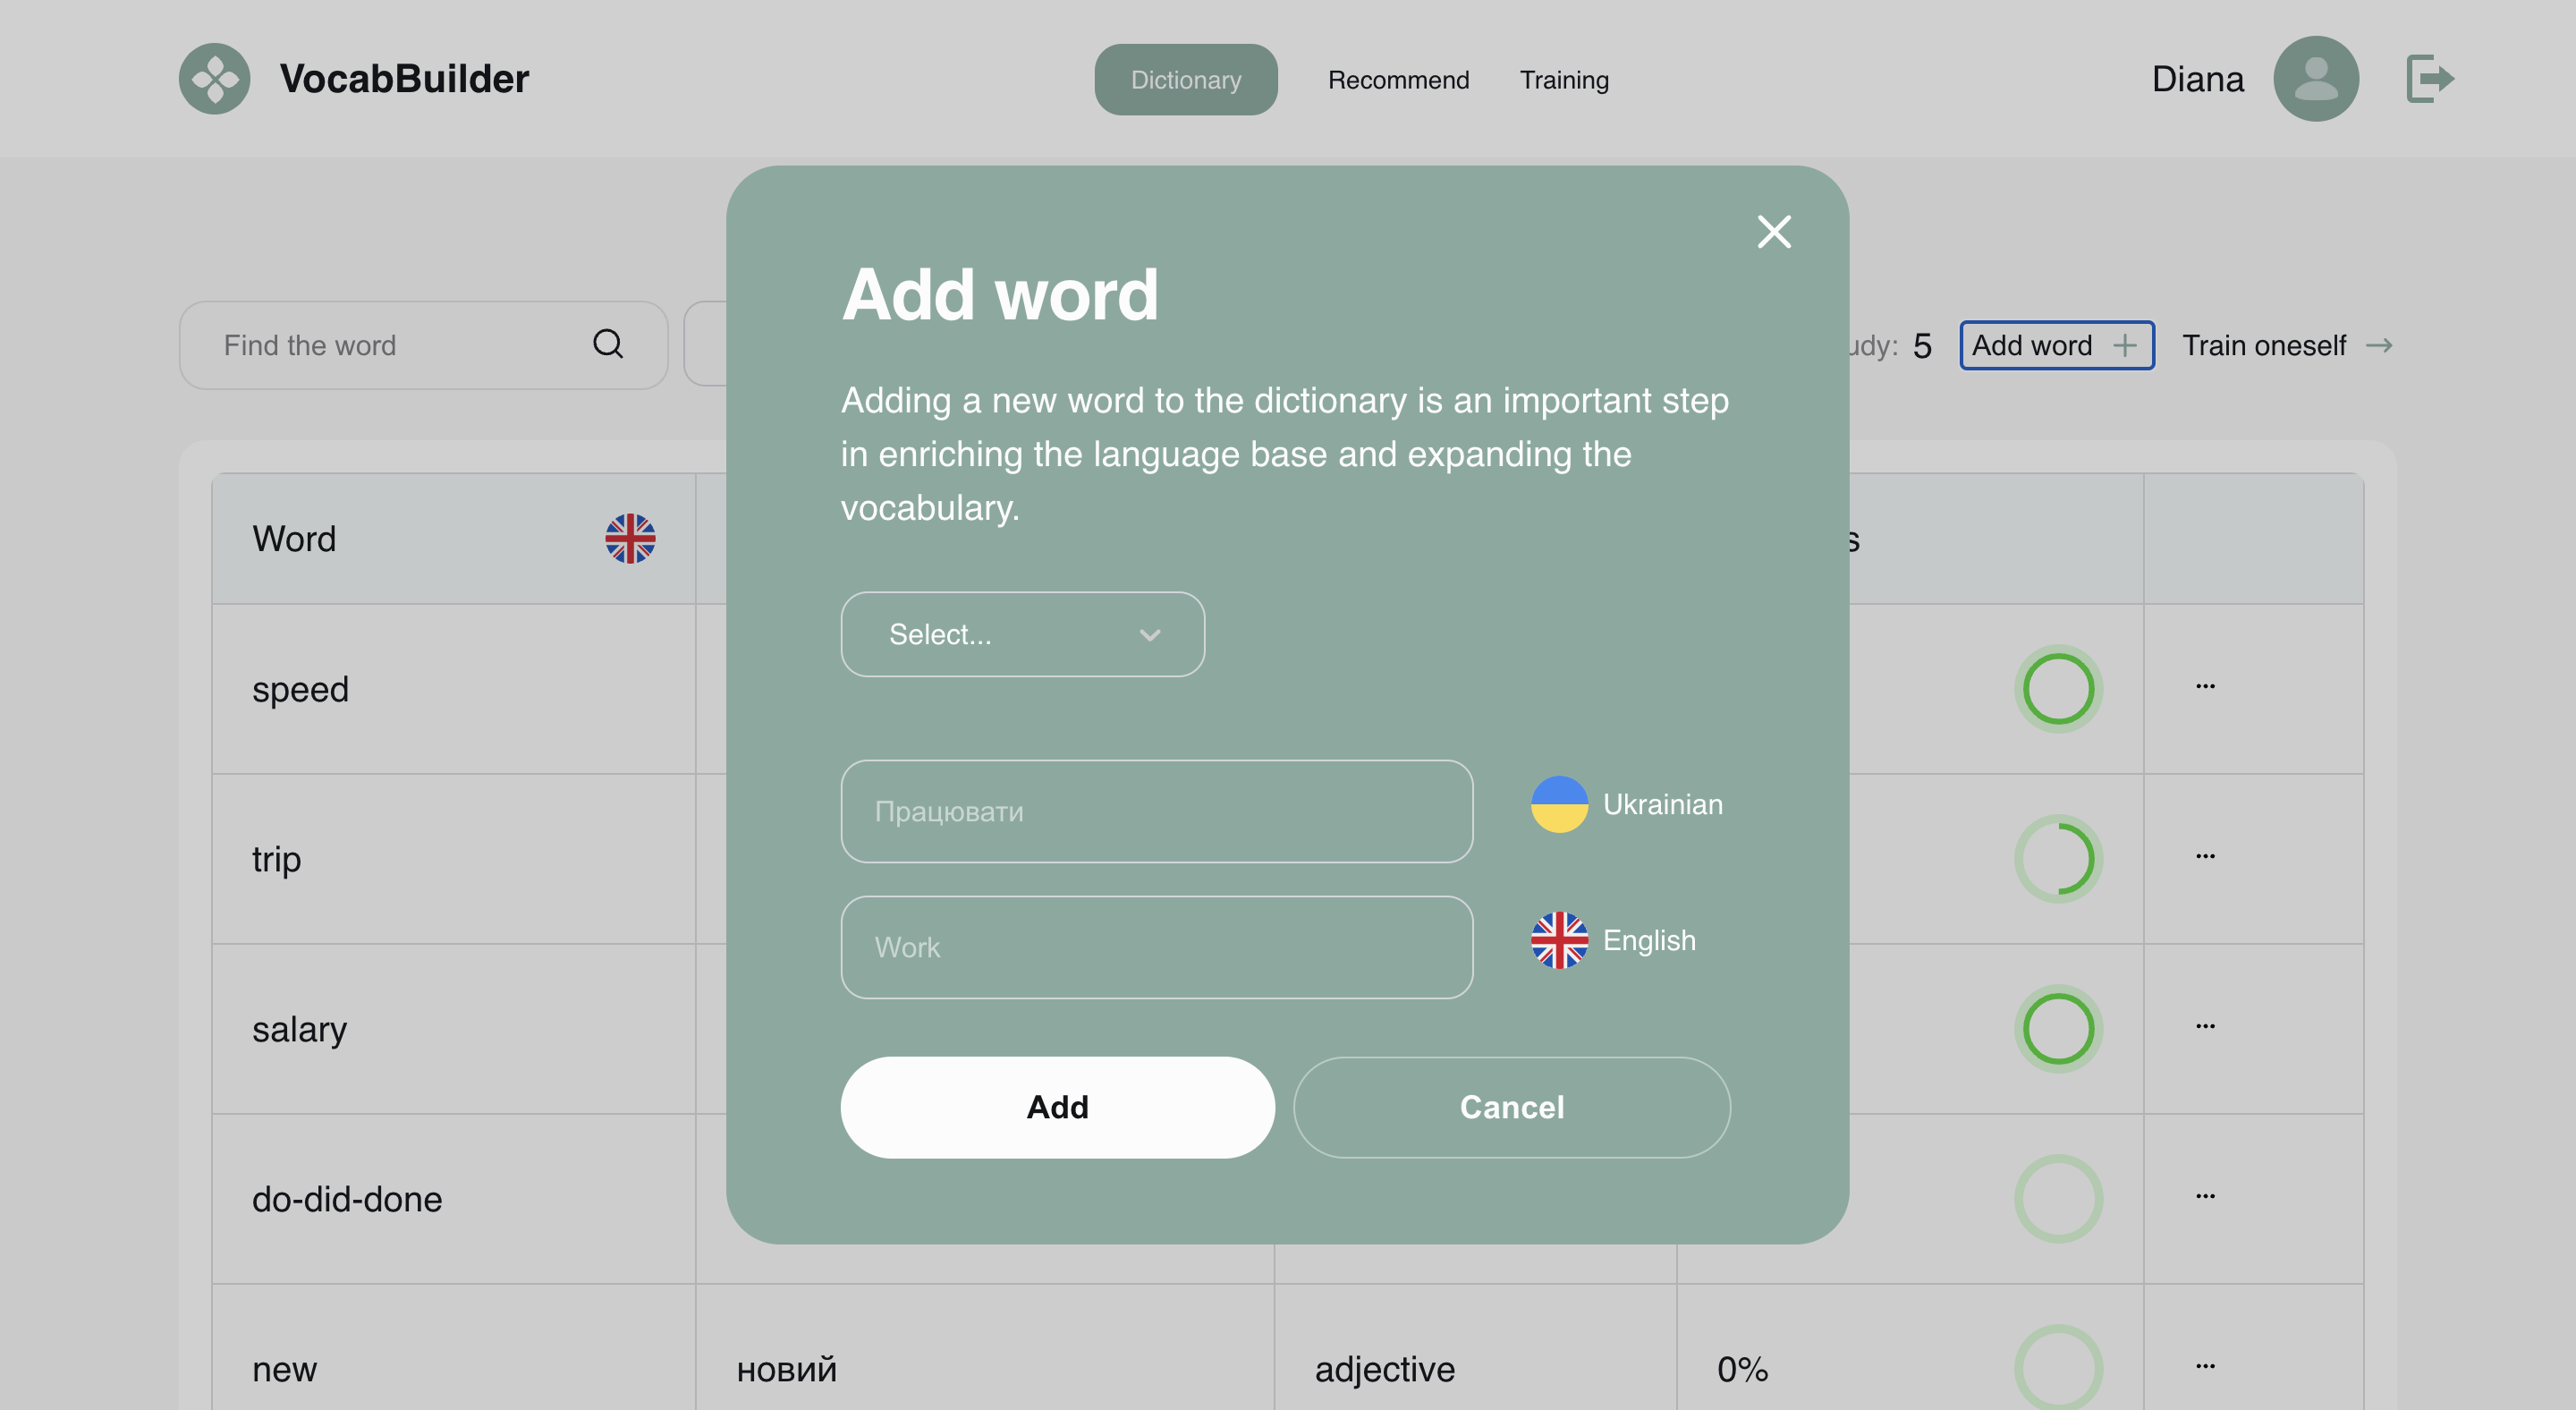 VocabBuilder
Dictionary
Recommend
Training
Diana
Find the word
5
Add word
Train oneself
Add word
Adding a new word to the dictionary is an important step
in enriching the language base and expanding the
vocabulary.
Select...
Працювати
Ukrainian
Work
English
Add
Cancel
Word
speed
...
trip
...
salary
...
do-did-done
...
new
новий
adjective
0%
...